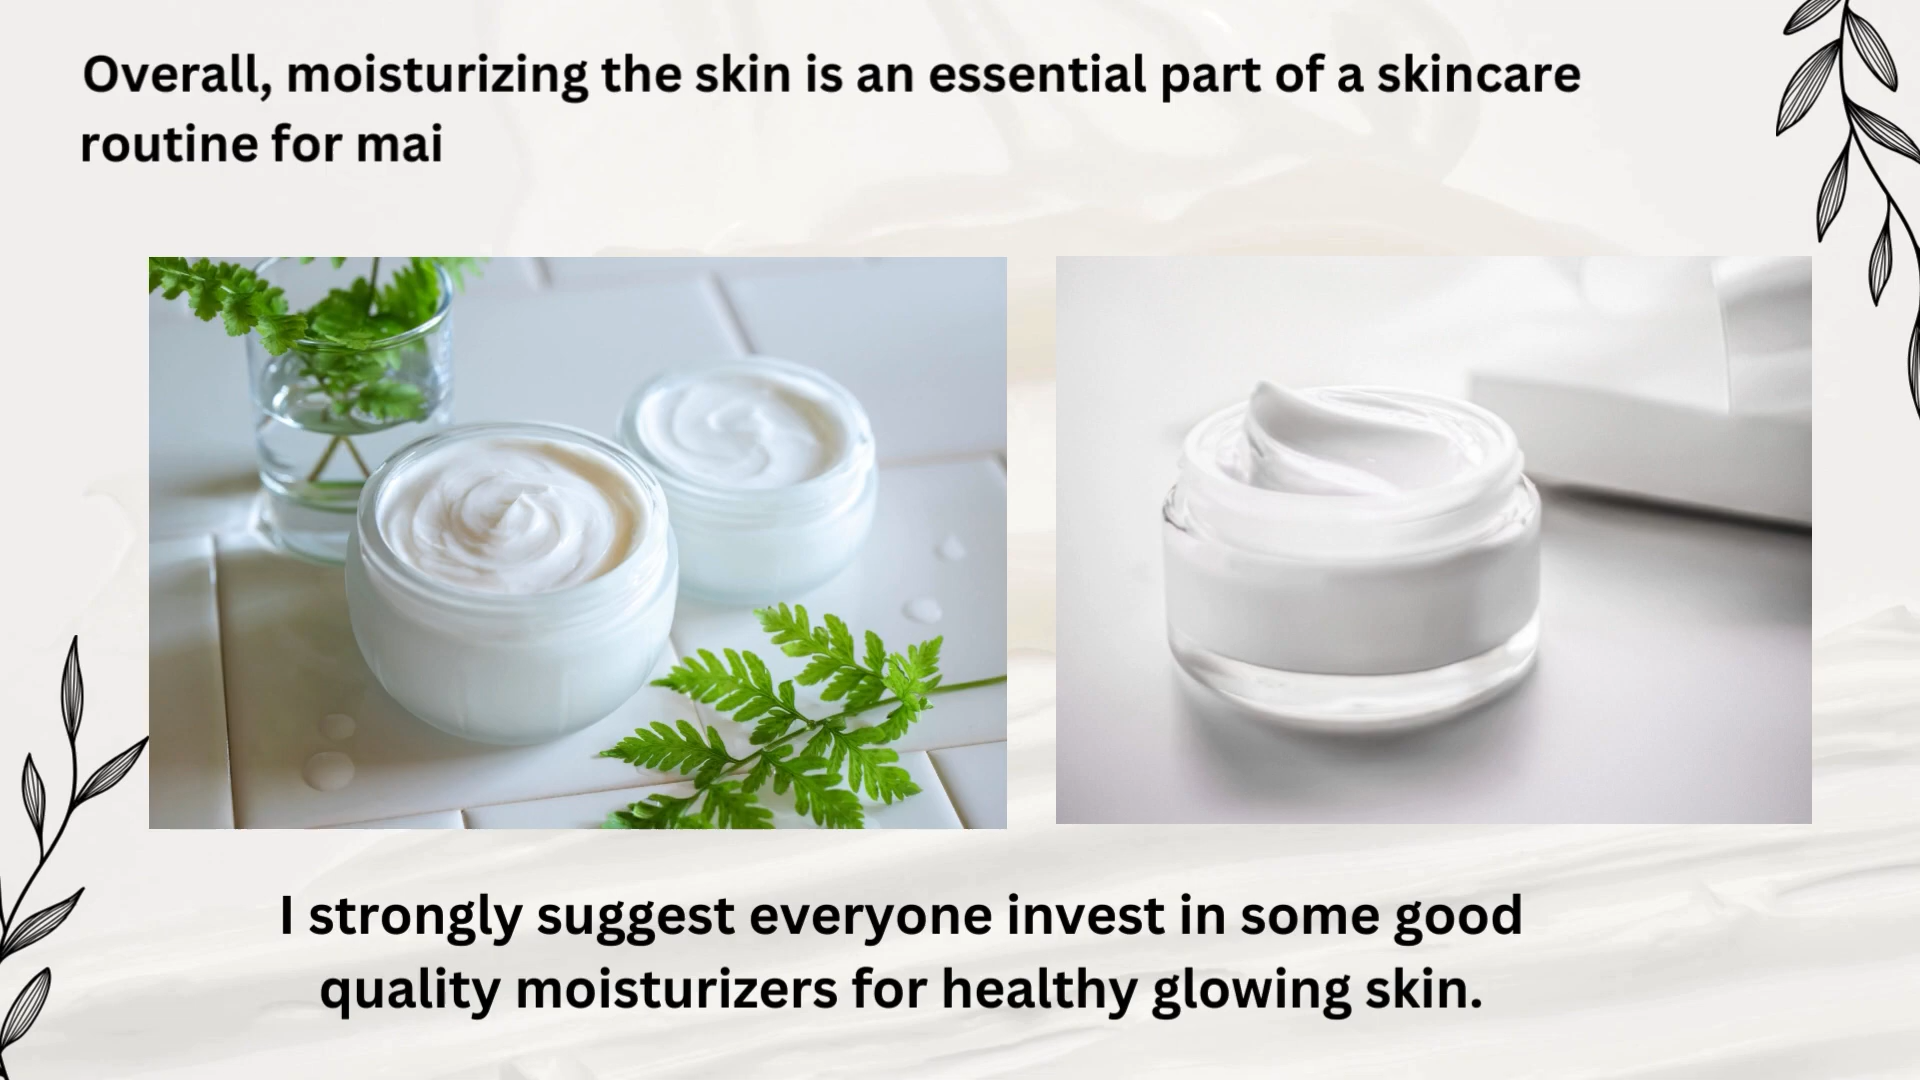 Overall, moisturizing the skin is an essential part of a skincare
routine for mai
I strongly suggest everyone invest in some good
quality moisturizers for healthy glowing skin.